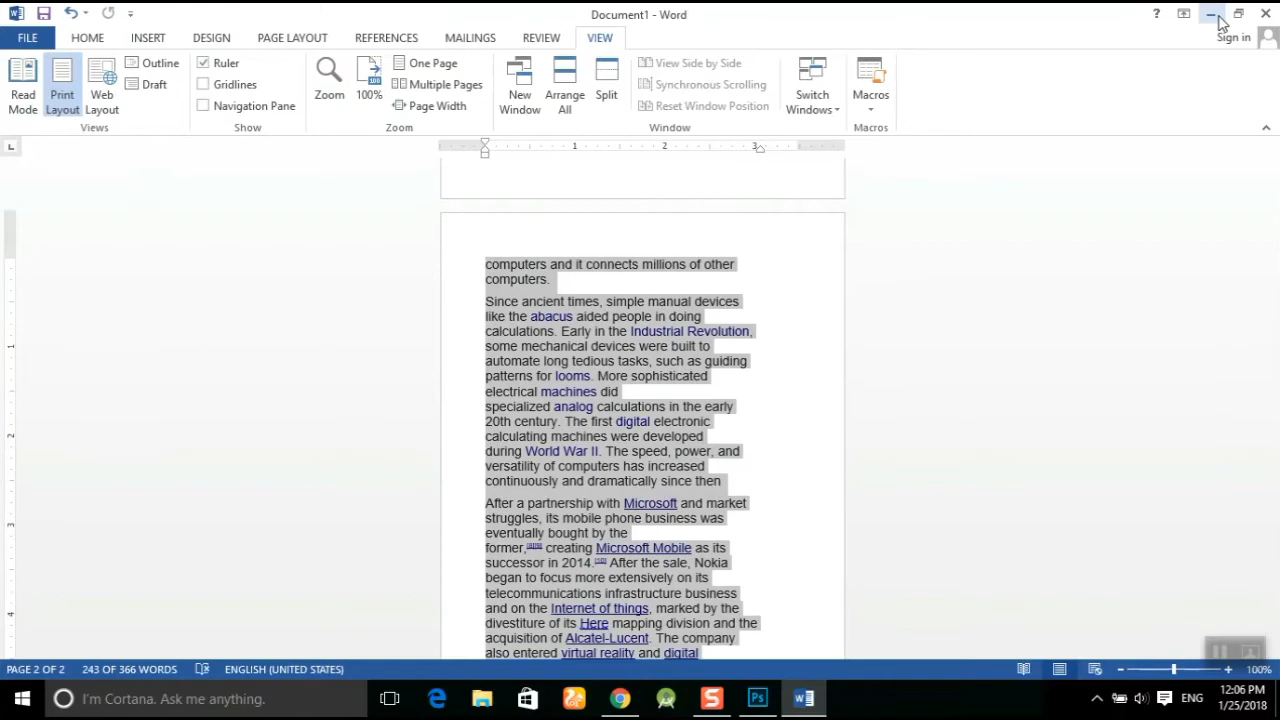 Document1 - Word
?
Sign in
FILE HOME INSERT DESIGN PAGE LAYOUT REFERENCES MAILINGS REVIEW VIEW
Read Mode
Print Layout
Web Layout
Outline
Draft
Views
Ruler
Gridlines
Navigation Pane
Show
Zoom
100%
One Page
Multiple Pages
Page Width
Zoom
New Window
Arrange All
Split
View Side by Side
Synchronous Scrolling
Reset Window Position
Window
Switch Windows
Macros
Macros
1 2 3
computers and it connects millions of other
computers.
Since ancient times, simple manual devices
like the abacus aided people in doing
calculations. Early in the Industrial Revolution,
some mechanical devices were built to
automate long tedious tasks, such as guiding
patterns for looms. More sophisticated
electrical machines did
specialized analog calculations in the early
20th century. The first digital electronic
calculating machines were developed
during World War II. The speed, power, and
versatility of computers has increased
continuously and dramatically since then
After a partnership with Microsoft and market
struggles, its mobile phone business was
eventually bought by the
former, creating Microsoft Mobile as its
successor in 2014. After the sale, Nokia
began to focus more extensively on its
telecommunications infrastructure business
and on the Internet of things, marked by the
divestiture of its Here mapping division and the
acquisition of Alcatel-Lucent. The company
also entered virtual reality and digital
1
2
3
4
PAGE 2 OF 2 243 OF 366 WORDS ENGLISH (UNITED STATES) 100%
I'm Cortana. Ask me anything.
ENG
12:06 PM
1/25/2018